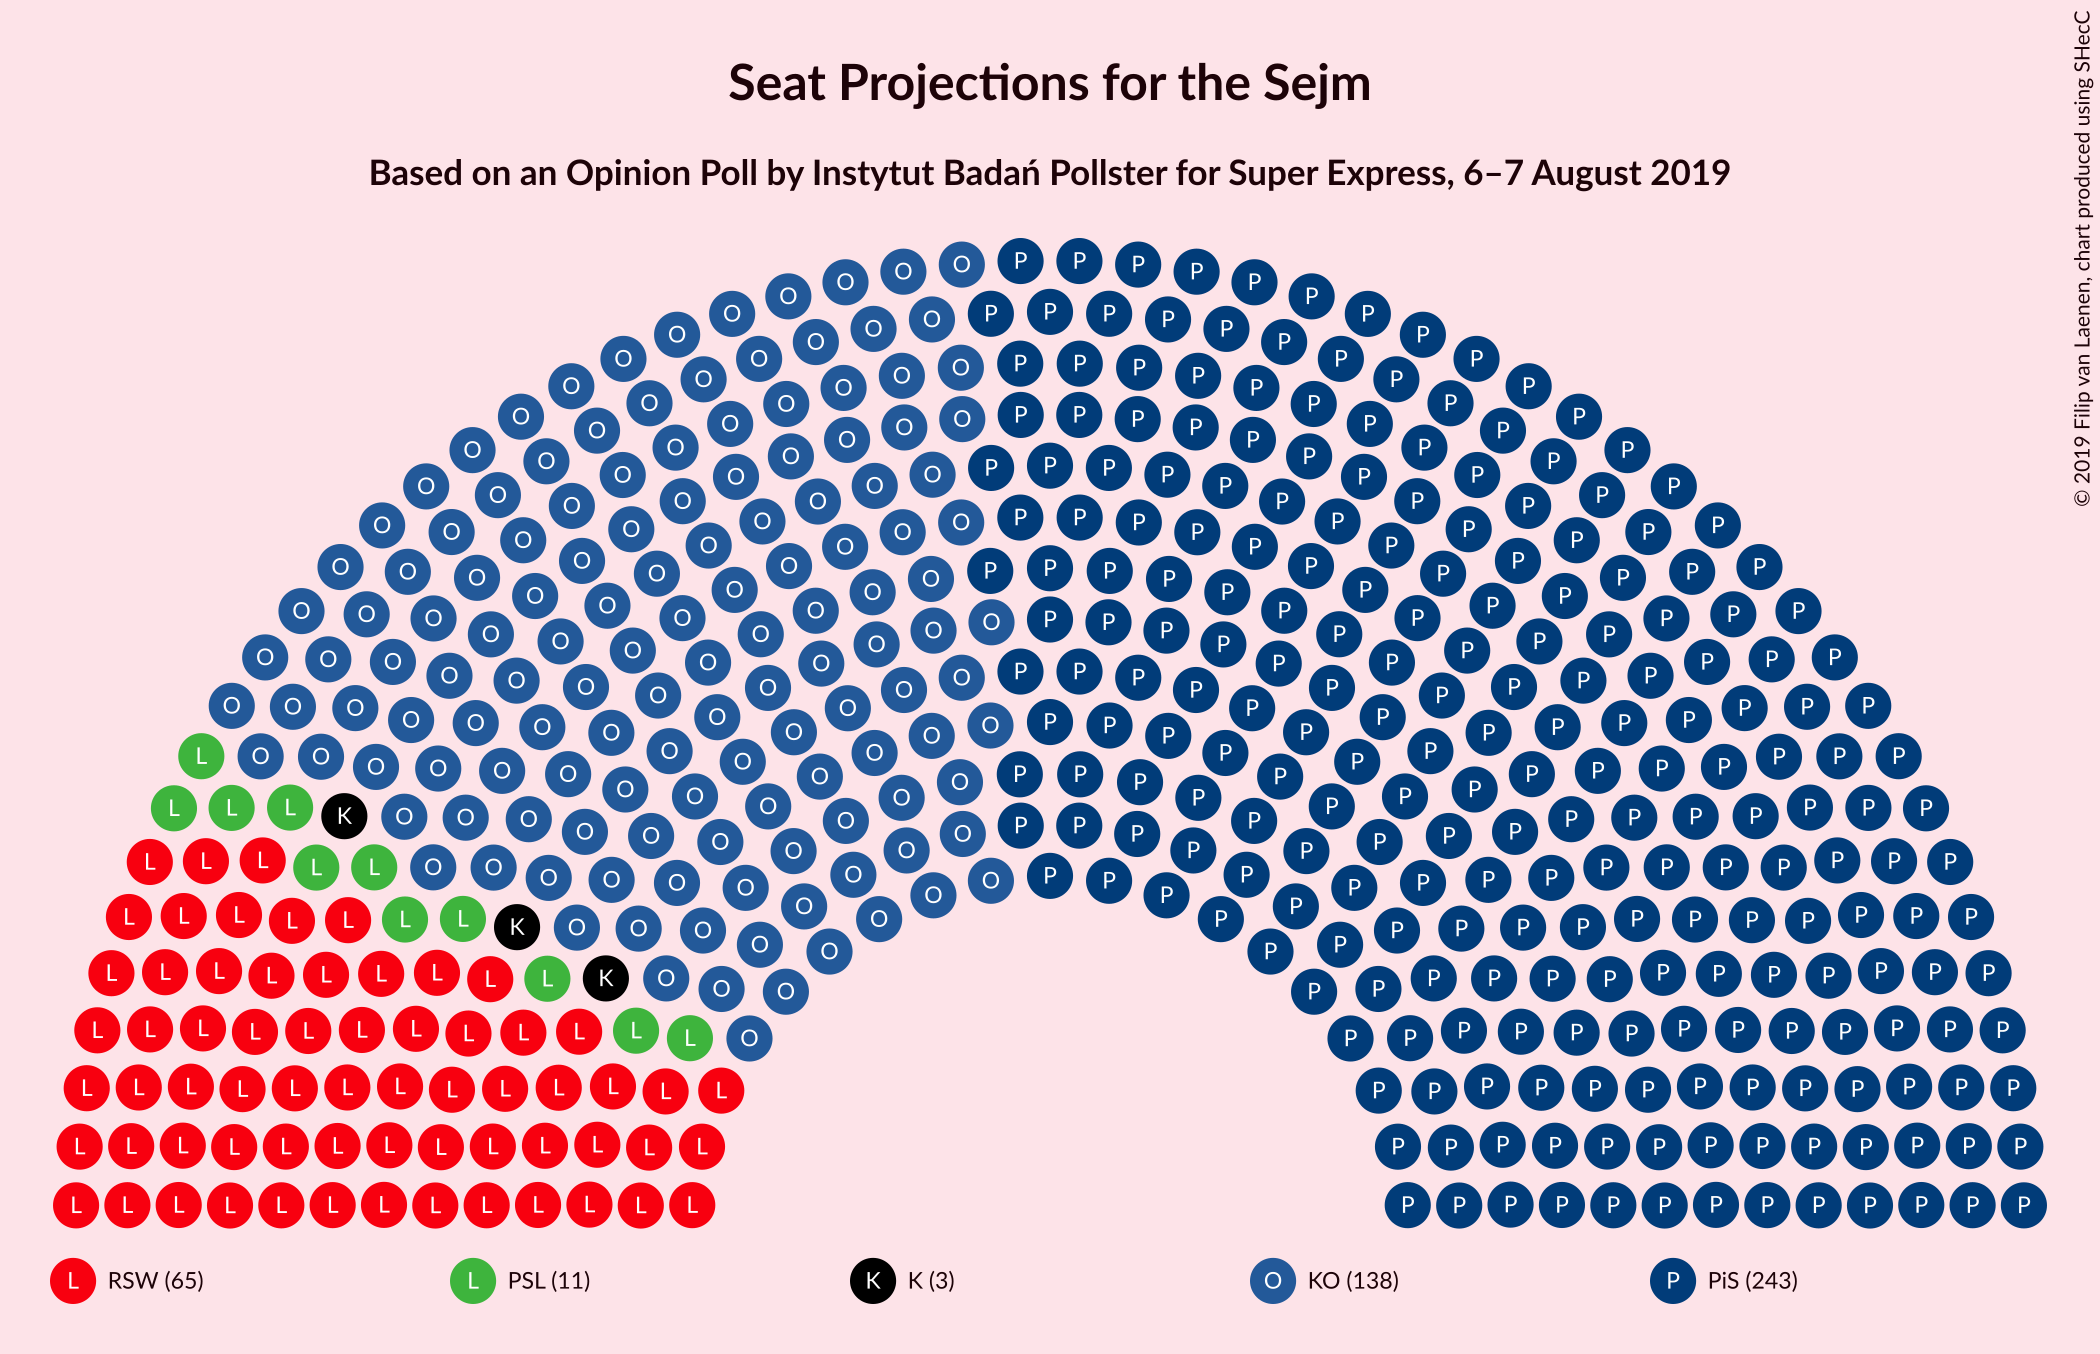 Seat Projections for the Sejm
Based on an Opinion Poll by Instytut Badań Pollster for Super Express, 6–7 August 2019
© 2019 Filip van Laenen, chart produced using SHecC
L RSW (65)
L PSL (11)
K K (3)
O KO (138)
P PiS (243)